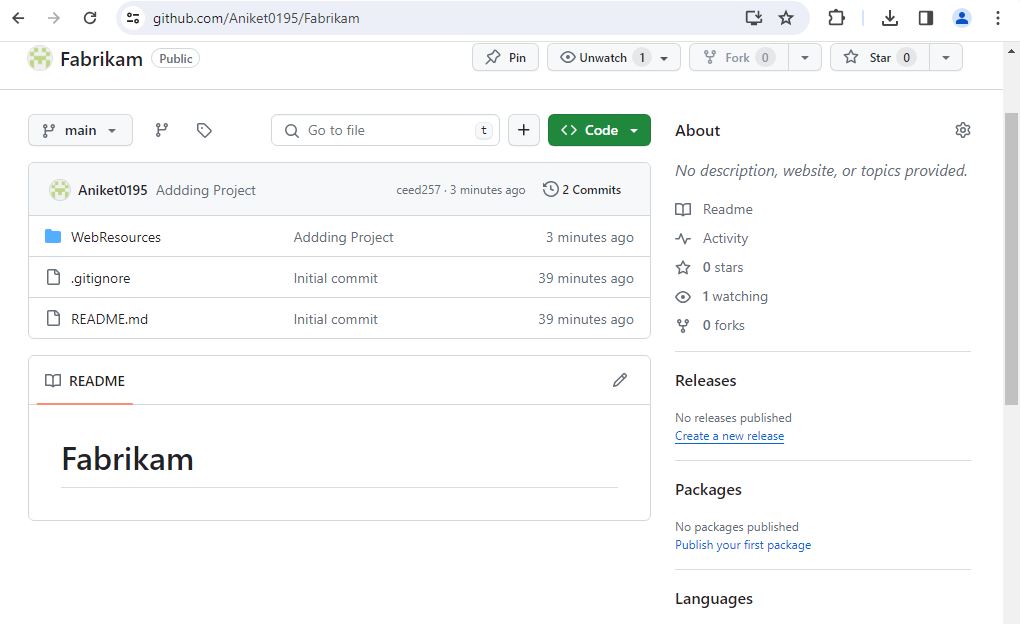 github.com/Aniket0195/Fabrikam
Fabrikam Public Pin Unwatch 1 Fork 0 Star 0
main Go to file t + <> Code
Aniket0195 Addding Project ceed257 · 3 minutes ago 2 Commits
WebResources Addding Project 3 minutes ago
.gitignore Initial commit 39 minutes ago
README.md Initial commit 39 minutes ago
README
Fabrikam
About
No description, website, or topics provided.
Readme
Activity
0 stars
1 watching
0 forks
Releases
No releases published
Create a new release
Packages
No packages published
Publish your first package
Languages